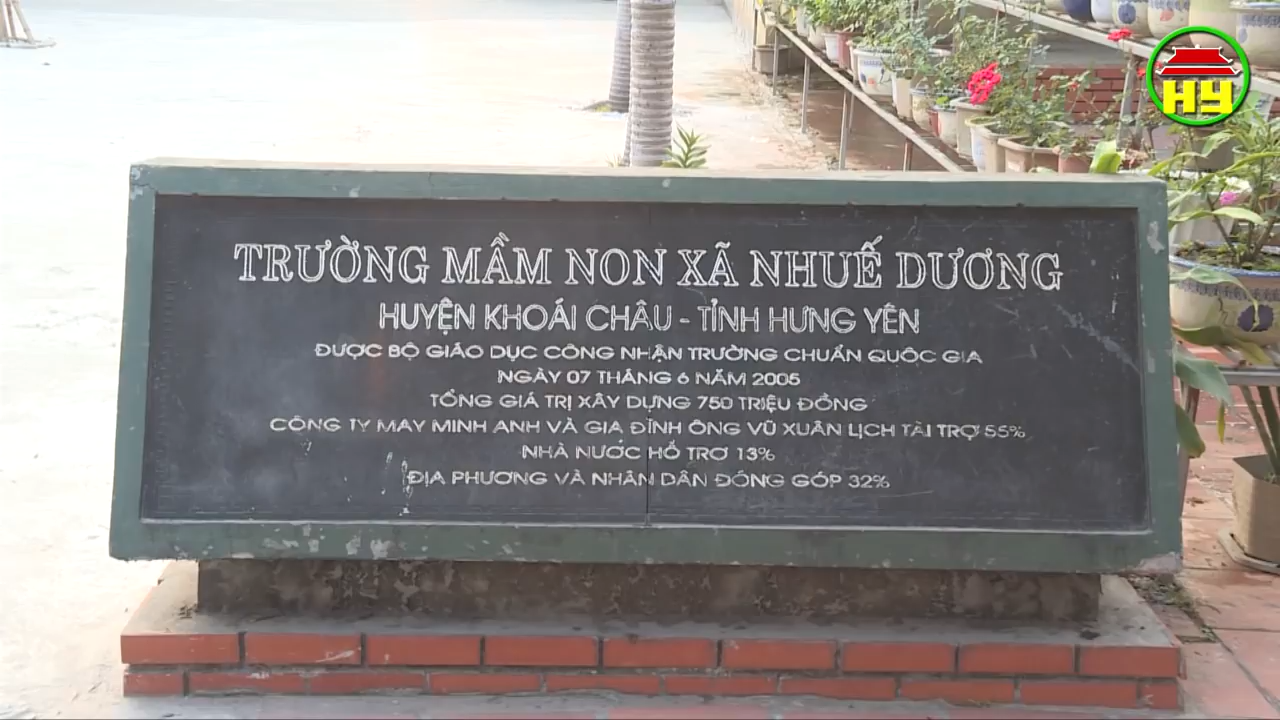 HY
TRƯỜNG MẦM NON XÃ NHUẾ DƯƠNG
HUYỆN KHOÁI CHÂU - TỈNH HƯNG YÊN
ĐƯỢC BỘ GIÁO DỤC CÔNG NHẬN TRƯỜNG CHUẨN QUỐC GIA
NGÀY 07 THÁNG 6 NĂM 2005
TỔNG GIÁ TRỊ XÂY DỰNG 750 TRIỆU ĐỒNG
CÔNG TY MAY MINH ANH VÀ GIA ĐÌNH ÔNG VŨ XUÂN LỊCH TÀI TRỢ 55%
NHÀ NƯỚC HỖ TRỢ 13%
ĐỊA PHƯƠNG VÀ NHÂN DÂN ĐÓNG GÓP 32%